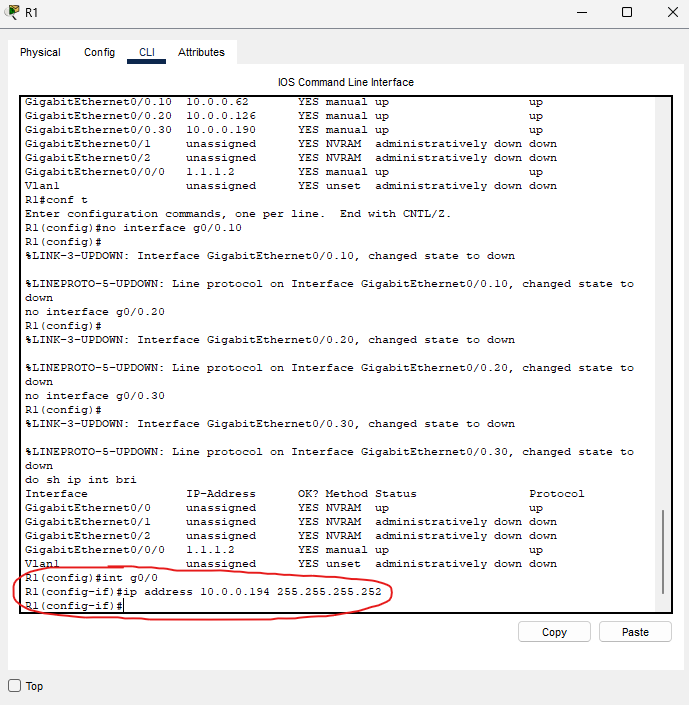 R1
Physical Config CLI Attributes
IOS Command Line Interface
GigabitEthernet0/0.10  10.0.0.62       YES manual up                    up
GigabitEthernet0/0.20  10.0.0.126      YES manual up                    up
GigabitEthernet0/0.30  10.0.0.190      YES manual up                    up
GigabitEthernet0/1     unassigned      YES NVRAM  administratively down down
GigabitEthernet0/2     unassigned      YES NVRAM  administratively down down
GigabitEthernet0/0/0   1.1.1.2         YES manual up                    up
Vlan1                  unassigned      YES unset  administratively down down
R1#conf t
Enter configuration commands, one per line.  End with CNTL/Z.
R1(config)#no interface g0/0.10
R1(config)#
%LINK-3-UPDOWN: Interface GigabitEthernet0/0.10, changed state to down
%LINEPROTO-5-UPDOWN: Line protocol on Interface GigabitEthernet0/0.10, changed state to
down
no interface g0/0.20
R1(config)#
%LINK-3-UPDOWN: Interface GigabitEthernet0/0.20, changed state to down
%LINEPROTO-5-UPDOWN: Line protocol on Interface GigabitEthernet0/0.20, changed state to
down
no interface g0/0.30
R1(config)#
%LINK-3-UPDOWN: Interface GigabitEthernet0/0.30, changed state to down
%LINEPROTO-5-UPDOWN: Line protocol on Interface GigabitEthernet0/0.30, changed state to
down
do sh ip int bri
Interface              IP-Address      OK? Method Status                Protocol
GigabitEthernet0/0     unassigned      YES NVRAM  up                    up
GigabitEthernet0/1     unassigned      YES NVRAM  administratively down down
GigabitEthernet0/2     unassigned      YES NVRAM  administratively down down
GigabitEthernet0/0/0   1.1.1.2         YES manual up                    up
Vlan1                  unassigned      YES unset  administratively down down
R1(config)#int g0/0
R1(config-if)#ip address 10.0.0.194 255.255.255.252
R1(config-if)#
Copy Paste
Top